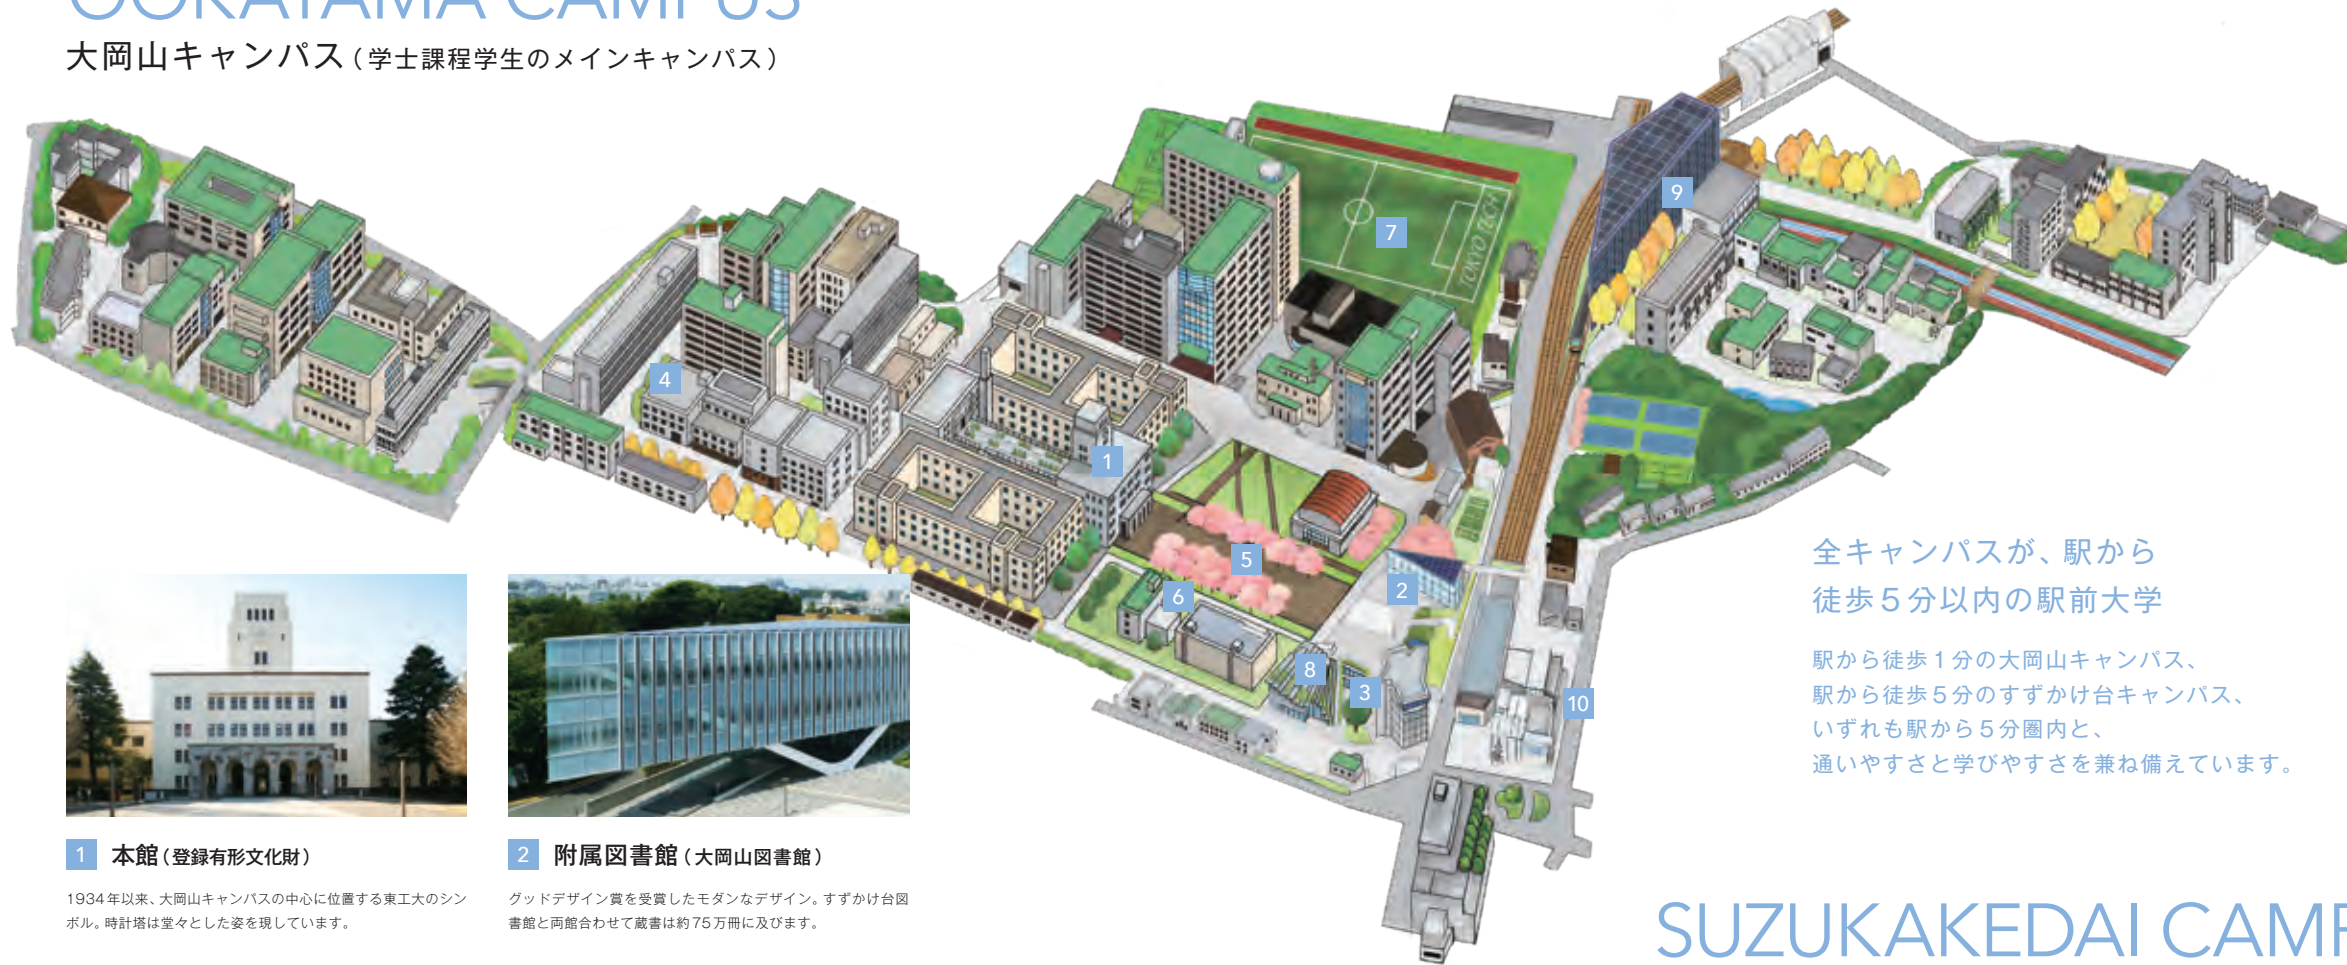 OOKAYAMA CAMPUS
大岡山キャンパス(学士課程学生のメインキャンパス)
9
7
TOKYO TECH
4
1
5
2
6
8
3
10
全キャンパスが、駅から
徒歩5分以内の駅前大学
駅から徒歩1分の大岡山キャンパス、
駅から徒歩5分のすずかけ台キャンパス、
いずれも駅から5分圏内と、
通いやすさと学びやすさを兼ね備えています。
1 本館(登録有形文化財)
1934年以来、大岡山キャンパスの中心に位置する東工大のシン
ボル。時計塔は堂々とした姿を現しています。
2 附属図書館(大岡山図書館)
グッドデザイン賞を受賞したモダンなデザイン。すずかけ台図
書館と両館合わせて蔵書は約75万冊に及びます。
SUZUKAKEDAI CAMP